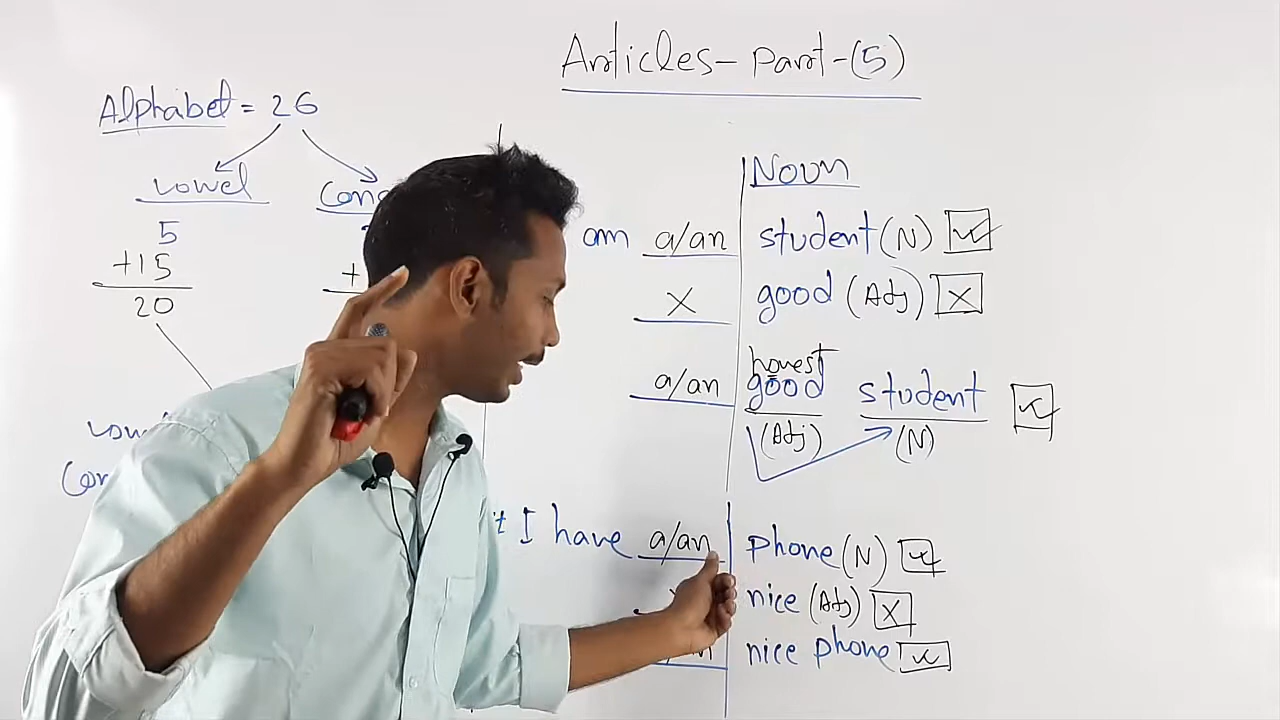 Articles - Part - (5)
Alphabet = 26
vowel
5
+15
20
+
Noun
am a/an student (N)
X good (Adj) X
honest
a/an good student
(Adj) (N)
I have a/an phone (N)
nice (Adj) X
nice phone